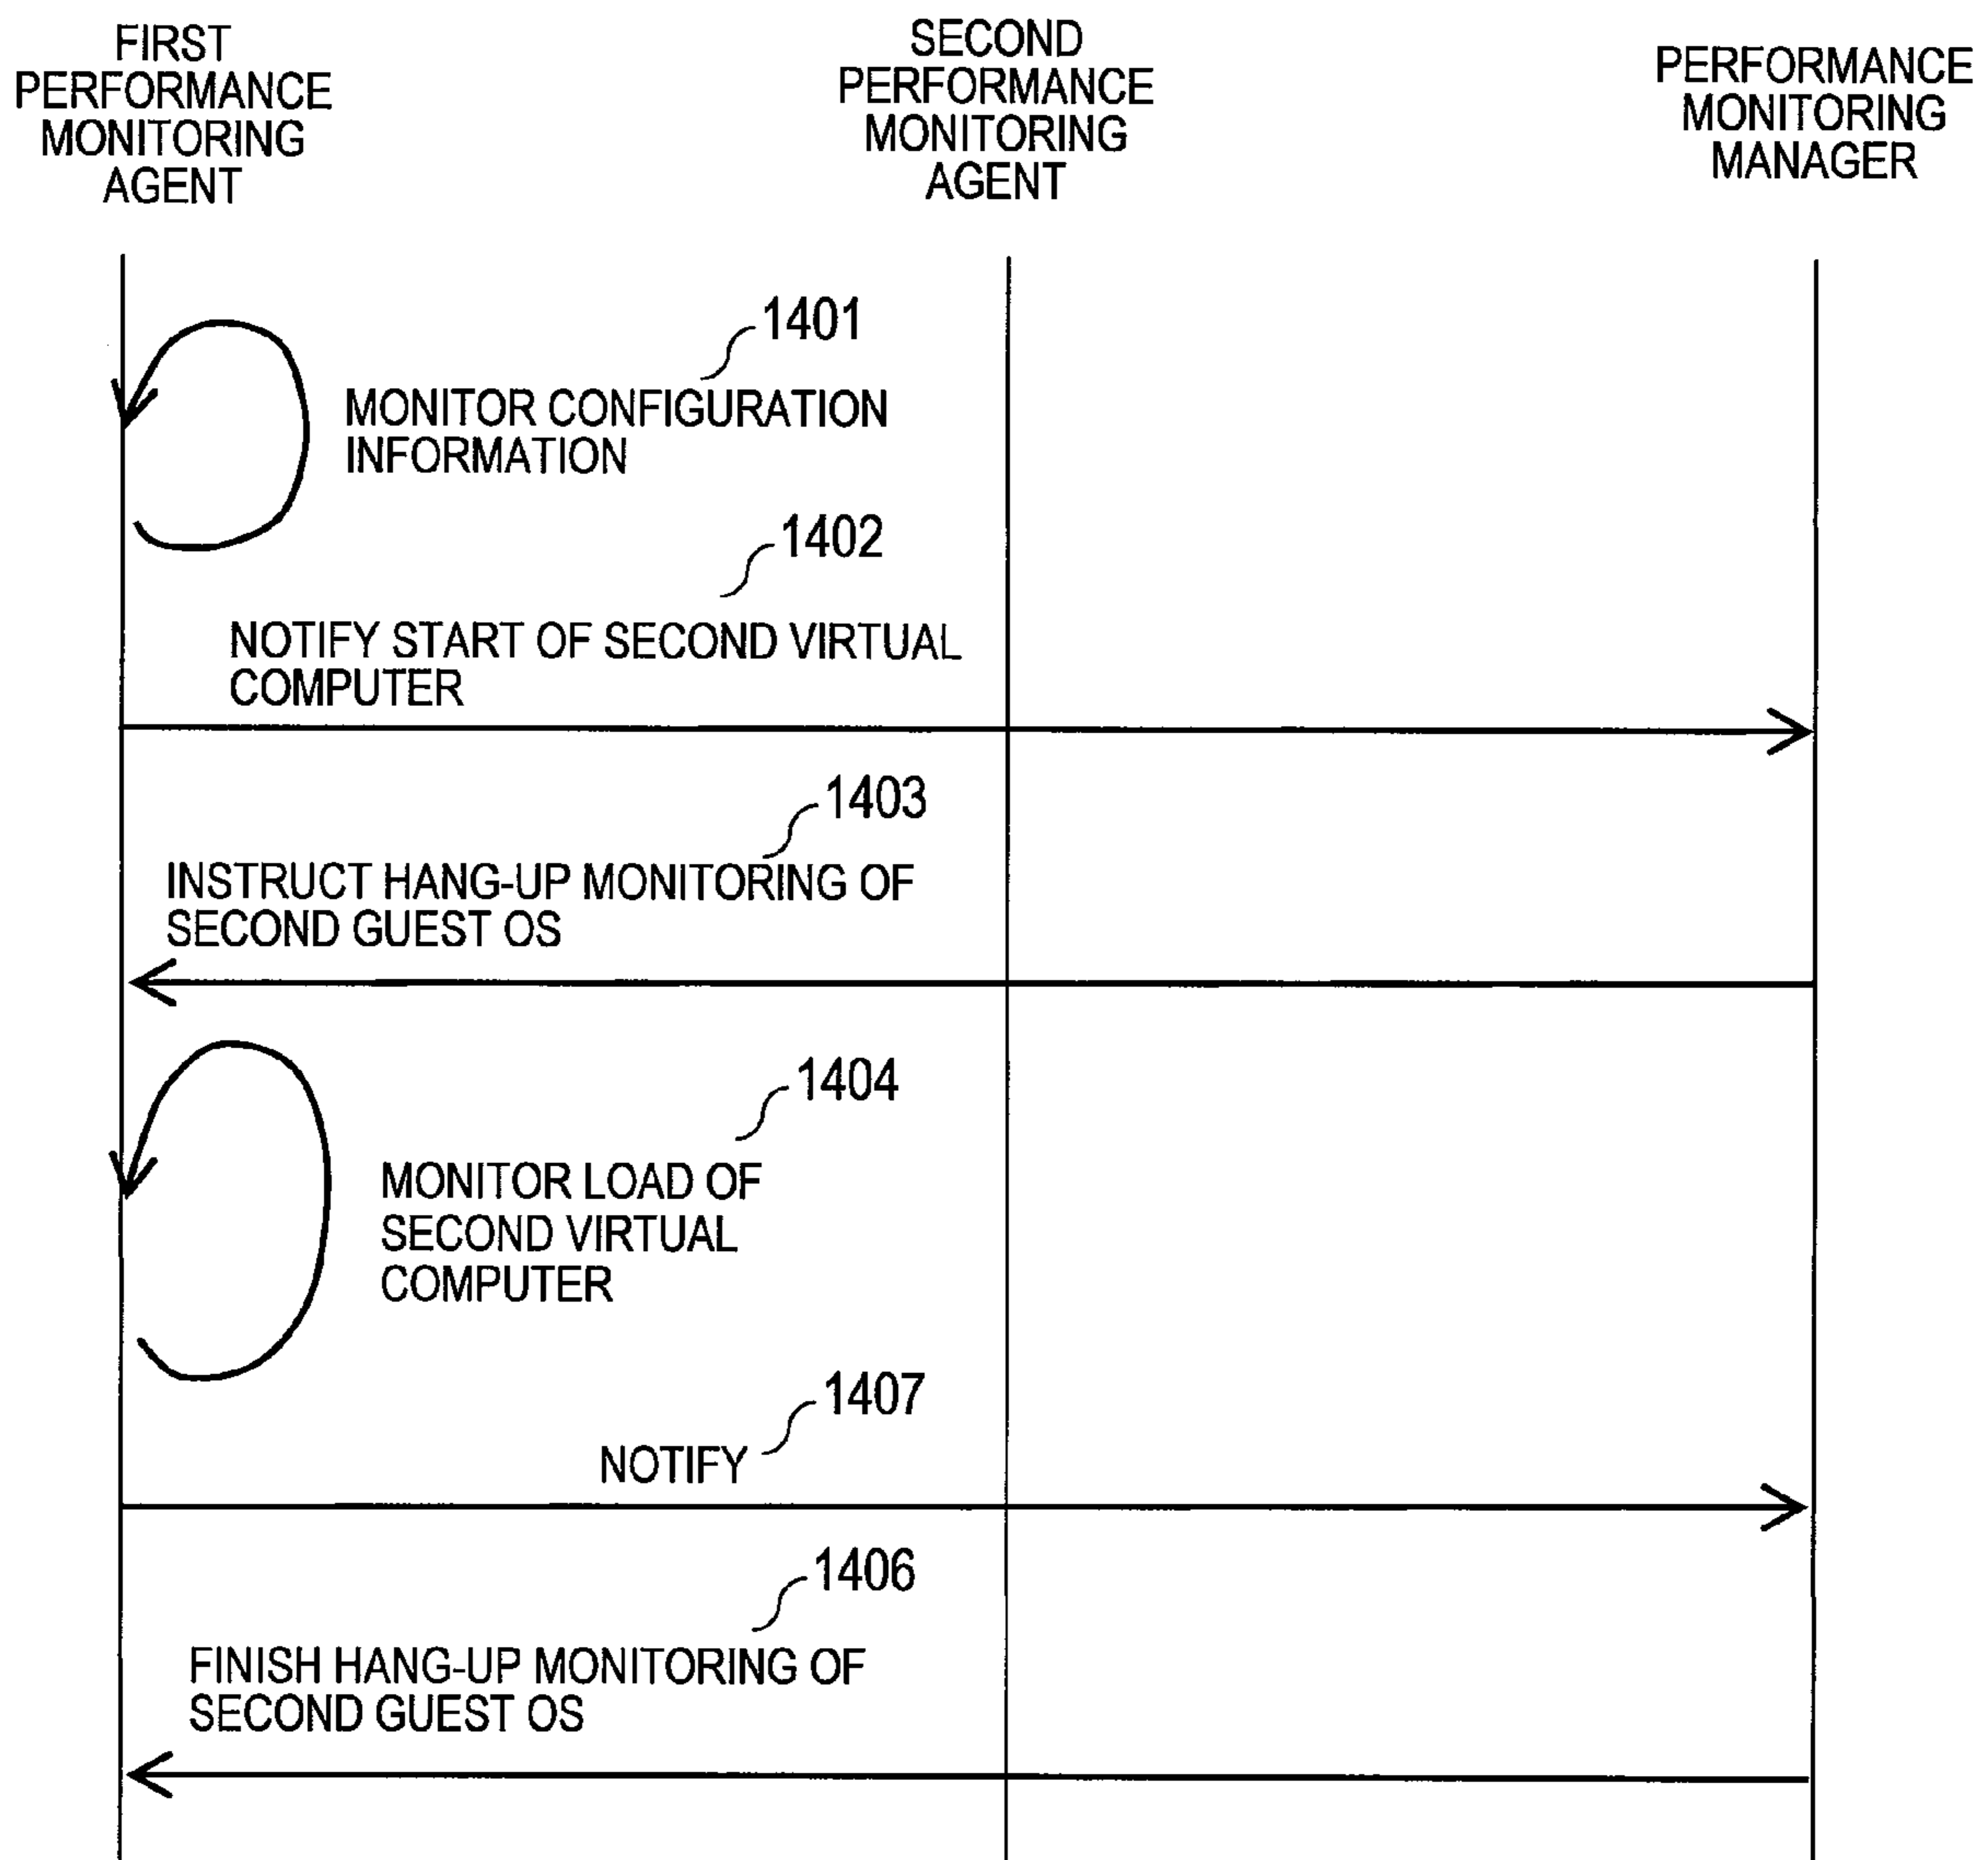 FIRST
PERFORMANCE
MONITORING
AGENT
SECOND
PERFORMANCE
MONITORING
AGENT
PERFORMANCE
MONITORING
MANAGER
1401
MONITOR CONFIGURATION
INFORMATION
1402
NOTIFY START OF SECOND VIRTUAL
COMPUTER
1403
INSTRUCT HANG-UP MONITORING OF
SECOND GUEST OS
1404
MONITOR LOAD OF
SECOND VIRTUAL
COMPUTER
1407
NOTIFY
1406
FINISH HANG-UP MONITORING OF
SECOND GUEST OS